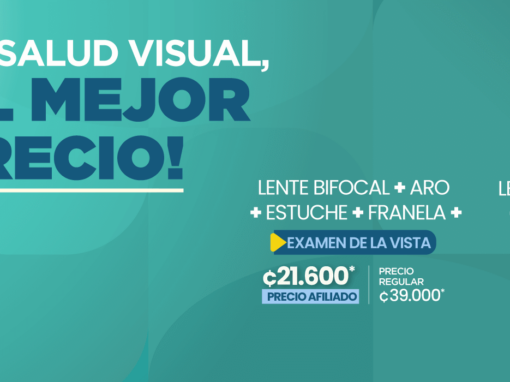 SALUD VISUAL,
L MEJOR
RECIO!
LENTE BIFOCAL + ARO
+ ESTUCHE + FRANELA +
EXAMEN DE LA VISTA
¢21.600*
PRECIO AFILIADO
PRECIO
REGULAR
¢39.000*
LE